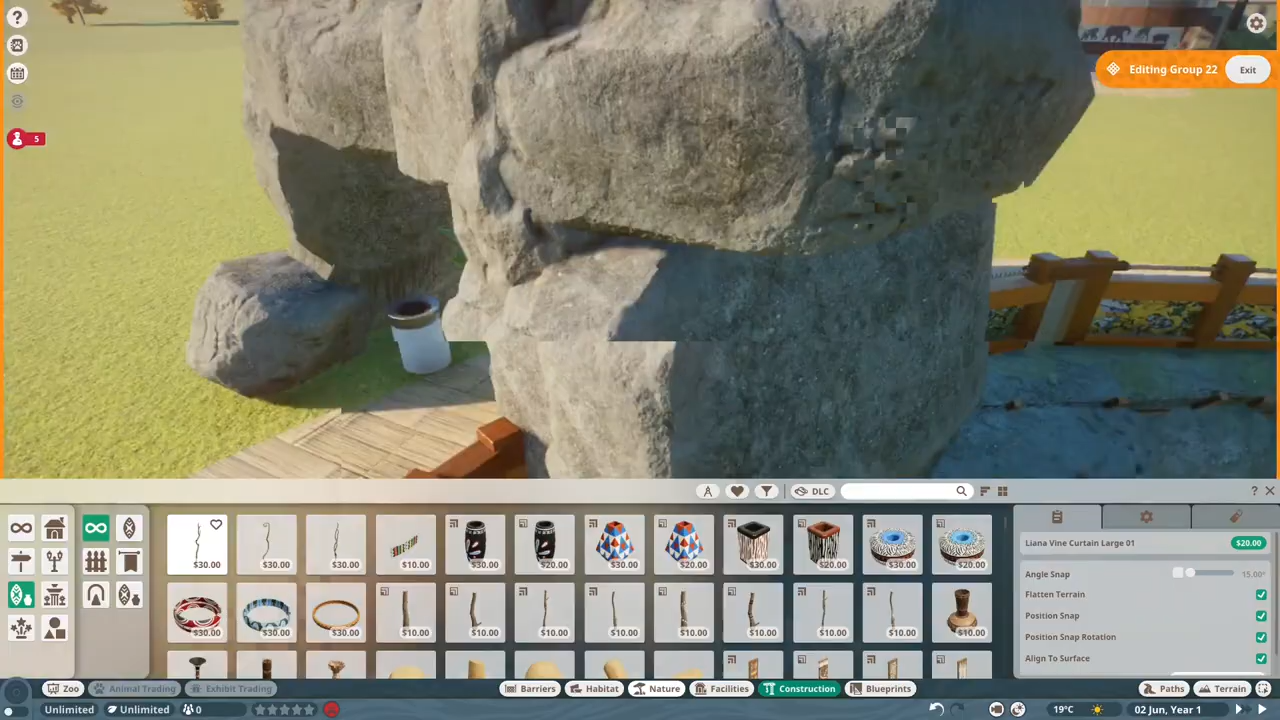 ?
Editing Group 22
Exit
5
DLC
?
$30.00 $30.00 $30.00 $10.00 $30.00 $20.00 $30.00 $20.00 $30.00 $20.00 $30.00 $20.00
$30.00 $30.00 $30.00 $10.00 $10.00 $10.00 $10.00 $10.00 $10.00 $10.00 $10.00 $10.00
Liana Vine Curtain Large 01 $20.00
Angle Snap 15.00°
Flatten Terrain
Position Snap
Position Snap Rotation
Align To Surface
Zoo Animal Trading Exhibit Trading Barriers Habitat Nature Facilities Construction Blueprints Paths Terrain
Unlimited Unlimited 0 19°C 02 Jun, Year 1